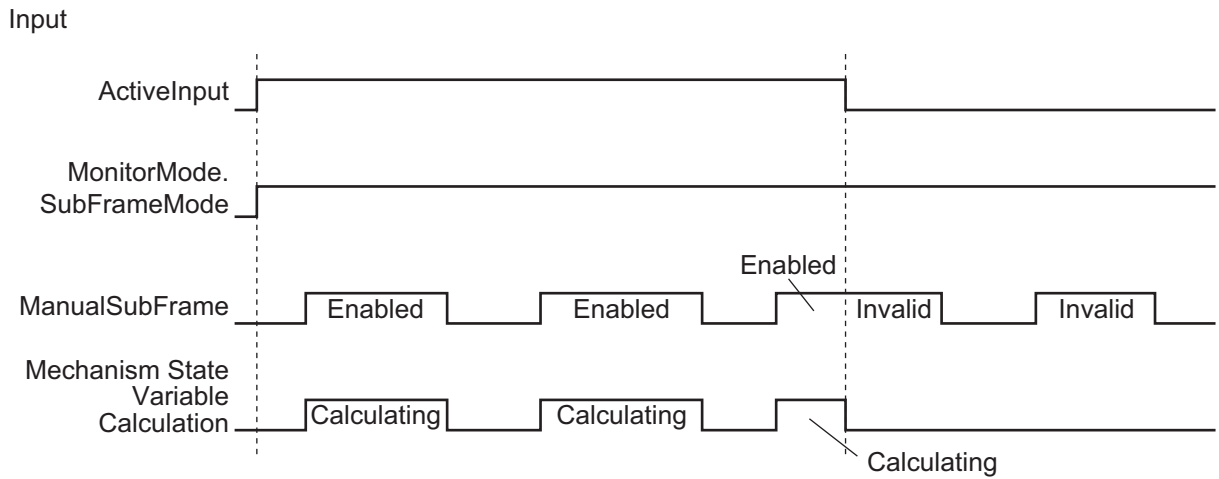 Input
ActiveInput
MonitorMode.
SubFrameMode
Enabled
ManualSubFrame Enabled Enabled Invalid Invalid
Mechanism State
Variable
Calculation Calculating Calculating
Calculating